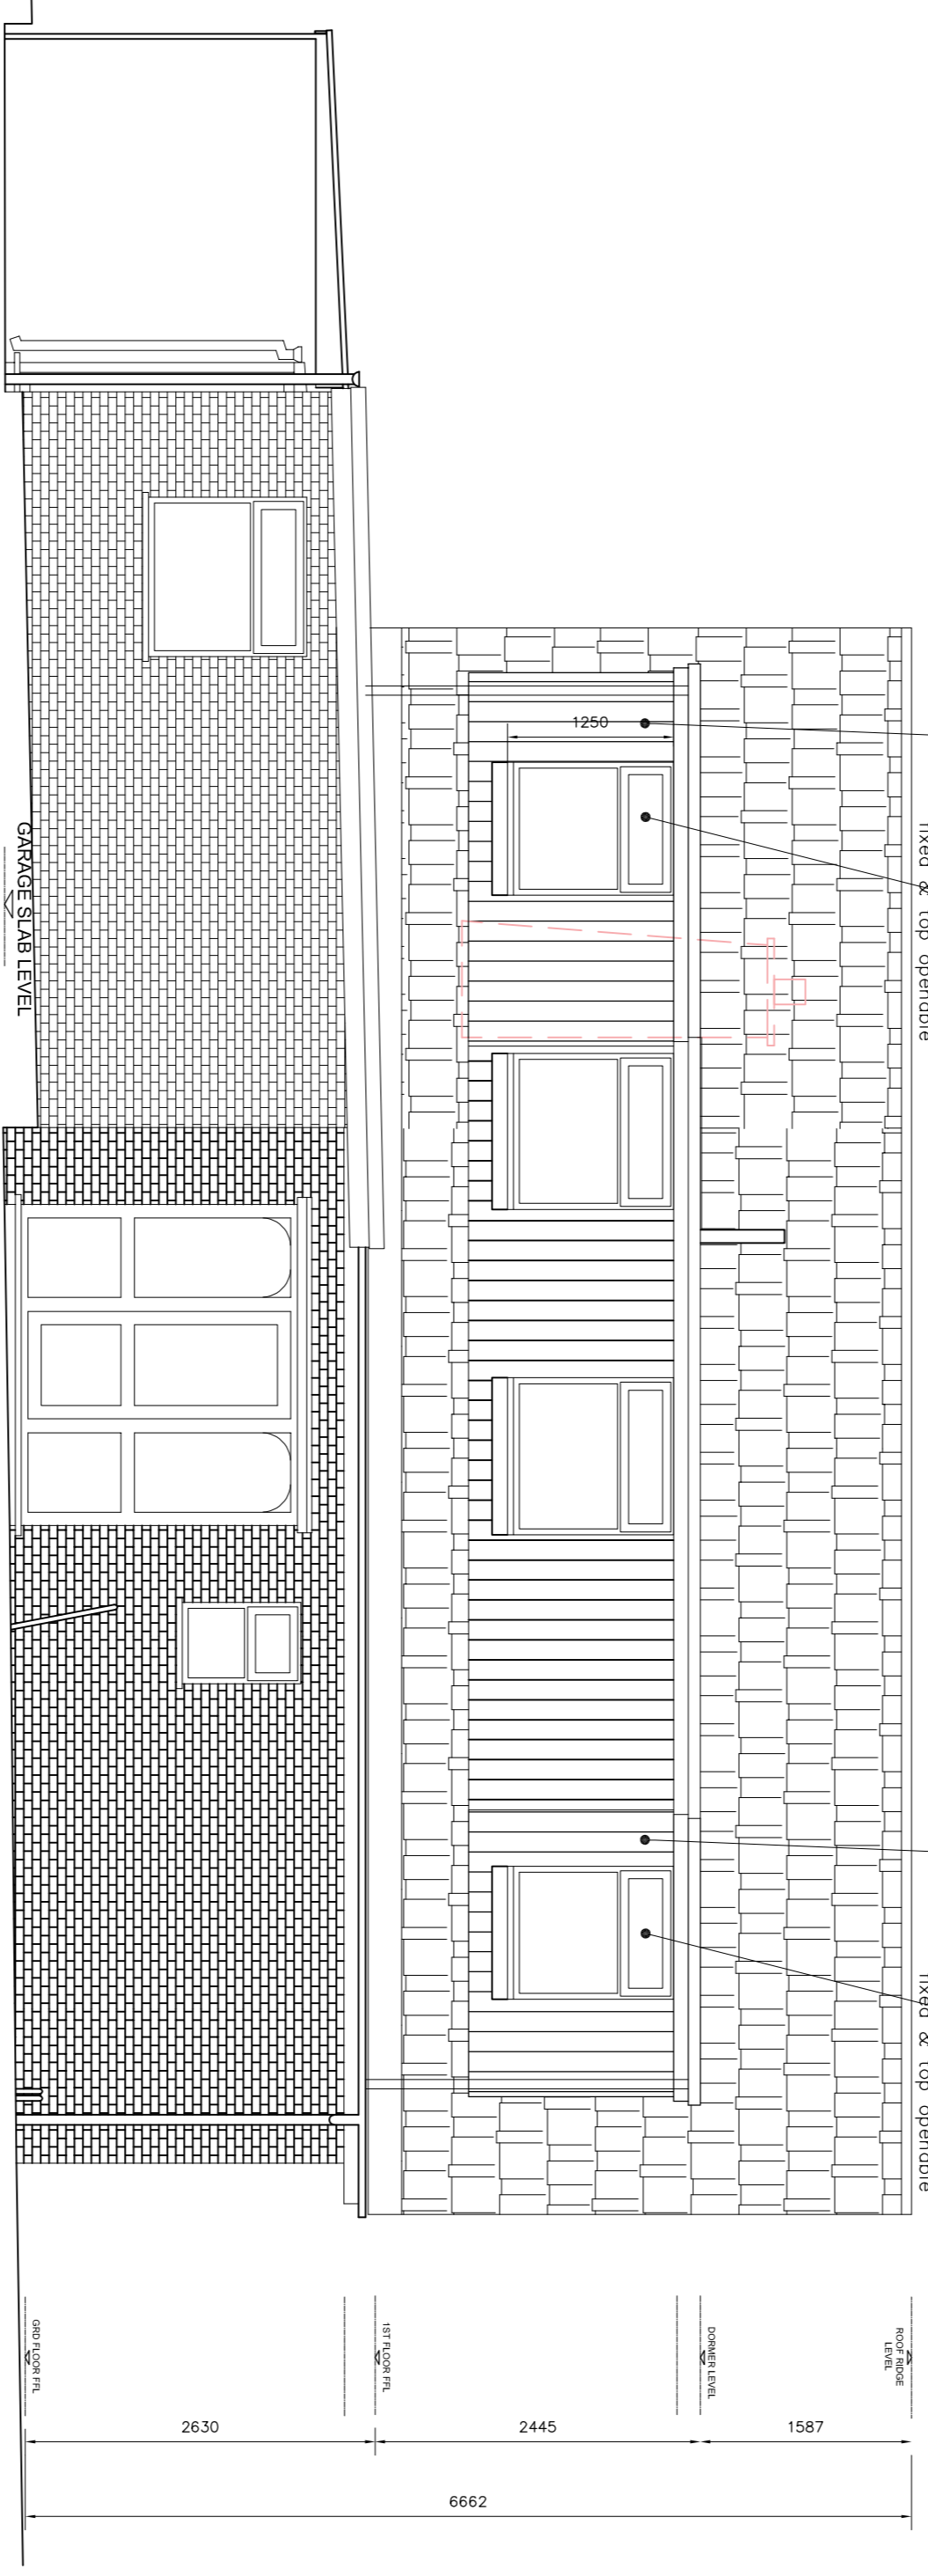 fixed & top openable
fixed & top openable
1250
ROOF RIDGE
LEVEL
DORMER LEVEL
1ST FLOOR FFL
GRD FLOOR FFL
1587
2445
2630
6662
GARAGE SLAB LEVEL